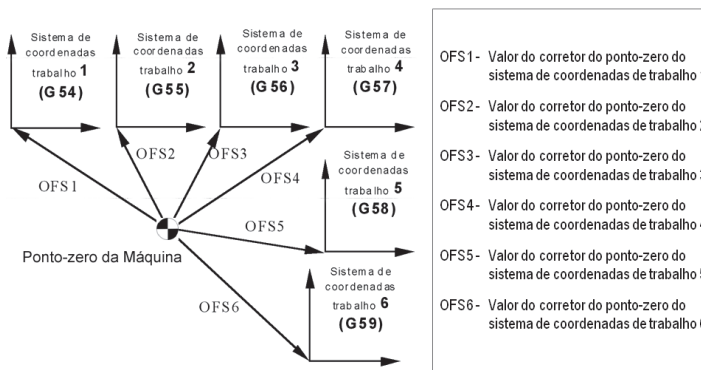 Sistema de
coordenadas
trabalho 1
(G54)
Sistema de
coordenadas
trabalho 2
(G55)
Sistema de
coordenadas
trabalho 3
(G56)
Sistema de
coordenadas
trabalho 4
(G57)
OFS1
OFS2
OFS3
OFS4
Sistema de
coordenadas
trabalho 5
(G58)
OFS5
Ponto-zero da Máquina
OFS6
Sistema de
coordenadas
trabalho 6
(G59)
OFS1- Valor do corretor do ponto-zero do
sistema de coordenadas de trabalho
OFS2- Valor do corretor do ponto-zero do
sistema de coordenadas de trabalho 2
OFS3- Valor do corretor do ponto-zero do
sistema de coordenadas de trabalho 3
OFS4- Valor do corretor do ponto-zero do
sistema de coordenadas de trabalho 4
OFS5- Valor do corretor do ponto-zero do
sistema de coordenadas de trabalho 5
OFS6- Valor do corretor do ponto-zero do
sistema de coordenadas de trabalho